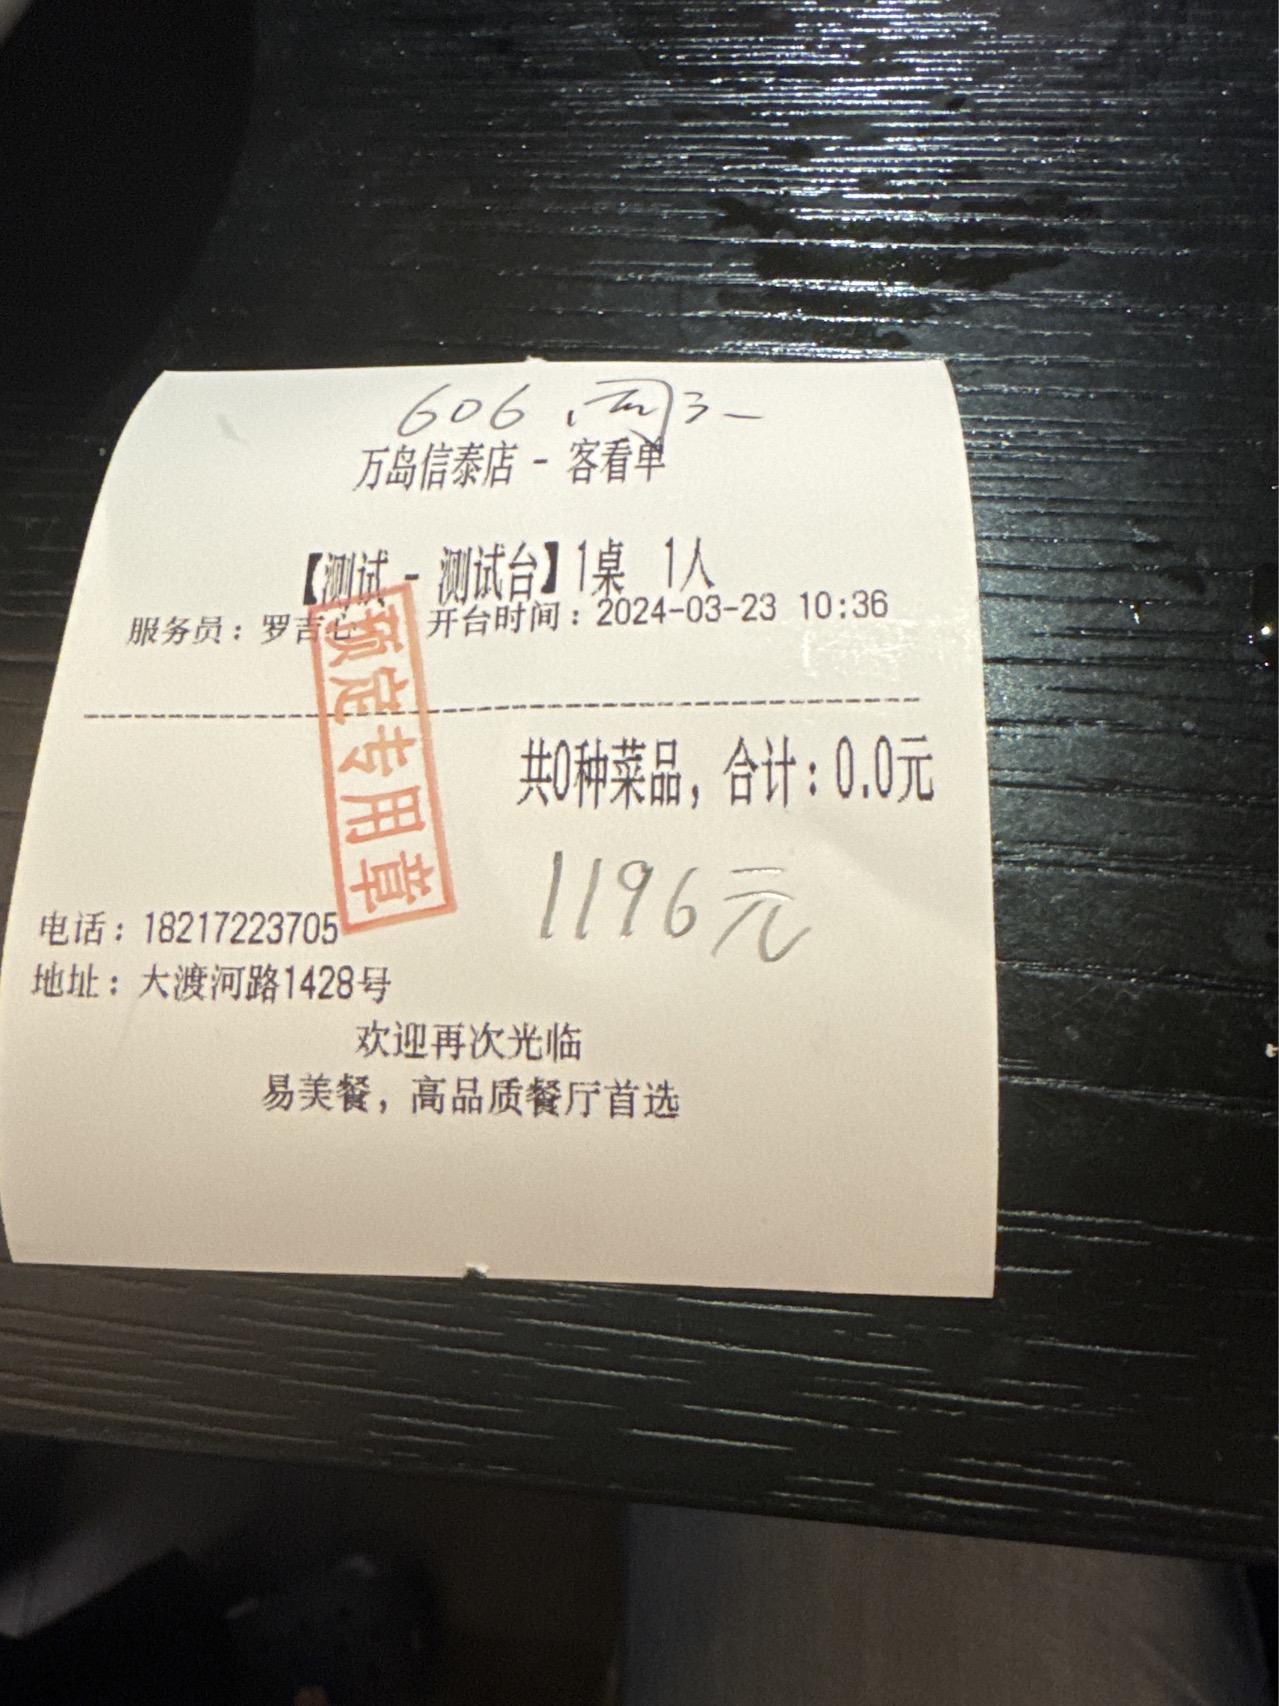 606
万岛信泰店 - 客看单
【测试 - 测试台】1桌 1人
服务员：罗吉心 开台时间：2024-03-23 10:36
预定专用章
共0种菜品，合计：0.0元
1196元
电话：18217223705
地址：大渡河路1428号
欢迎再次光临
易美餐，高品质餐厅首选